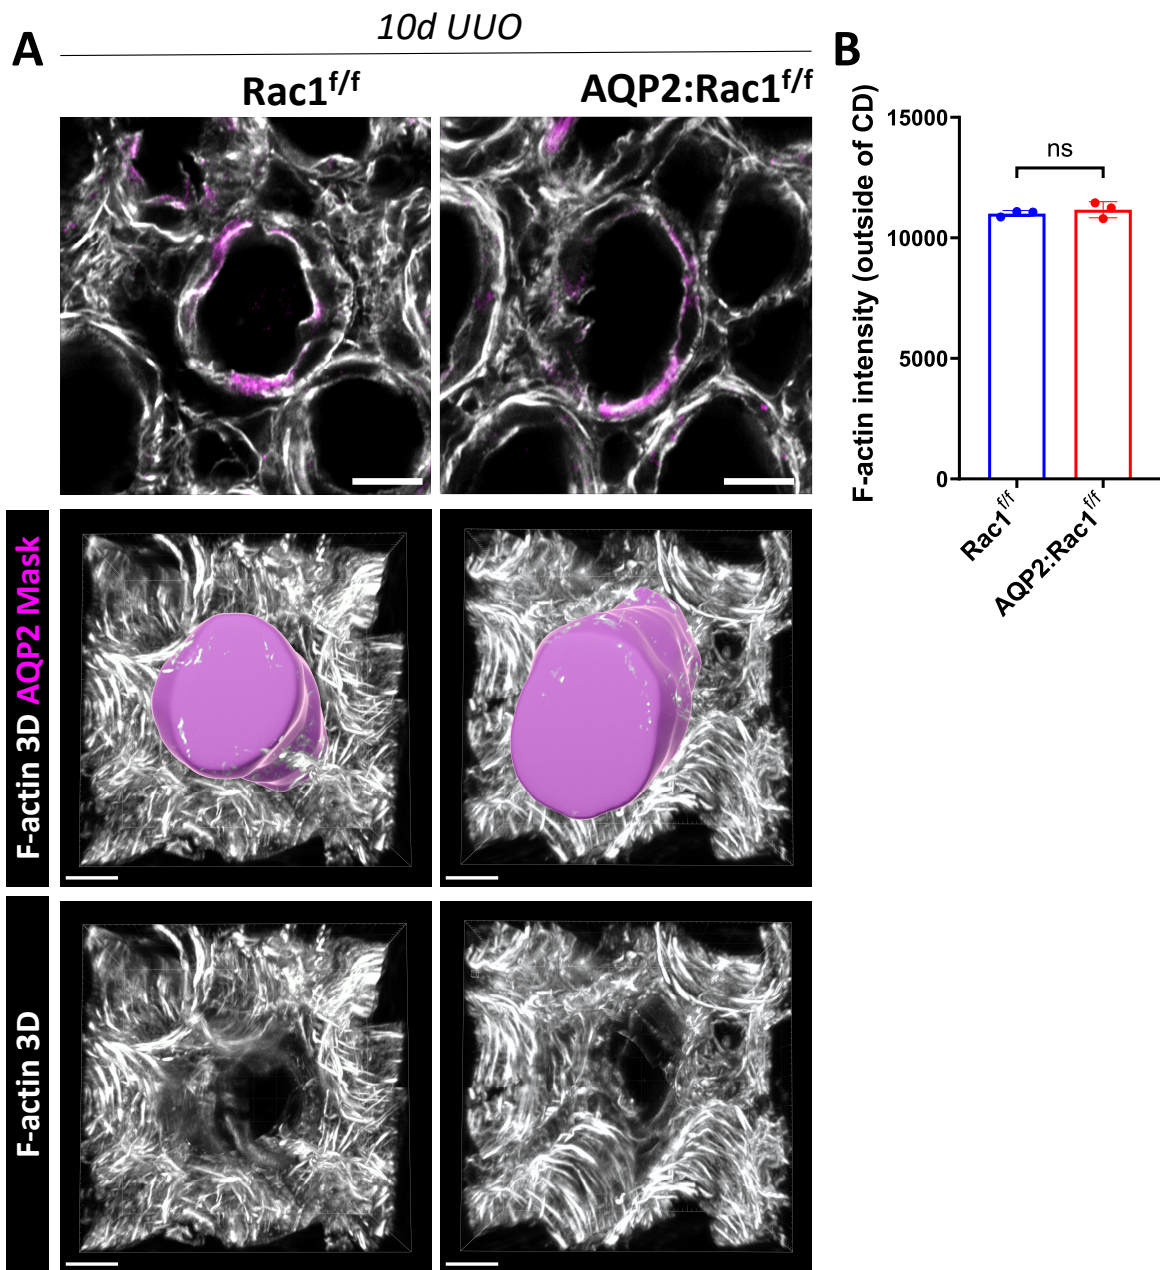 A
10d UUO
Rac1f/f
AQP2:Rac1f/f
F-actin 3D AQP2 Mask
F-actin 3D
B
F-actin intensity (outside of CD)
15000
10000
5000
0
ns
Rac1f/f
AQP2:Rac1f/f